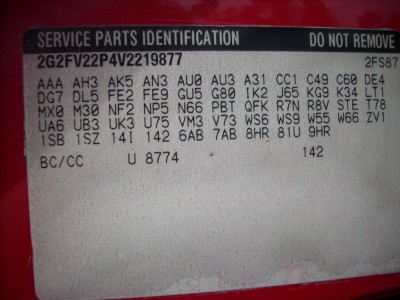 SERVICE PARTS IDENTIFICATION DO NOT REMOVE
2G2FV22P4V2219877 2FS87
AAA AH3 AK5 AN3 AU0 AU3 A31 CC1 C49 C60 DE4
DG7 DL5 FE2 FE9 GU5 G80 IK2 J65 KG9 K34 LT1
MX0 M30 NF2 NP5 N66 PBT QFK R7N R8V STE T78
UA6 UB3 UK3 U75 VM3 V73 WS6 WS9 W55 W66 ZV1
1SB 1SZ 14I 142 6AB 7AB 8HR 81U 9HR
BC/CC U 8774 142